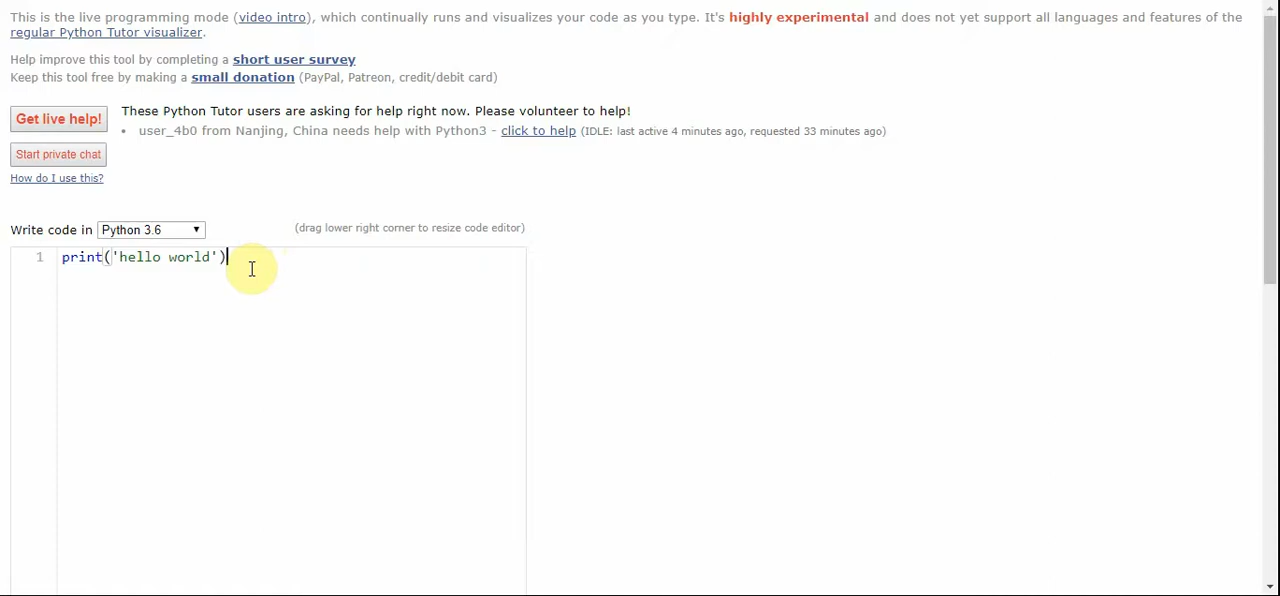 This is the live programming mode (video intro), which continually runs and visualizes your code as you type. It's highly experimental and does not yet support all languages and features of the
regular Python Tutor visualizer.
Help improve this tool by completing a short user survey
Keep this tool free by making a small donation (PayPal, Patreon, credit/debit card)
Get live help!
These Python Tutor users are asking for help right now. Please volunteer to help!
• user_4b0 from Nanjing, China needs help with Python3 - click to help (IDLE: last active 4 minutes ago, requested 33 minutes ago)
Start private chat
How do I use this?
Write code in Python 3.6 (drag lower right corner to resize code editor)
1 print('hello world')